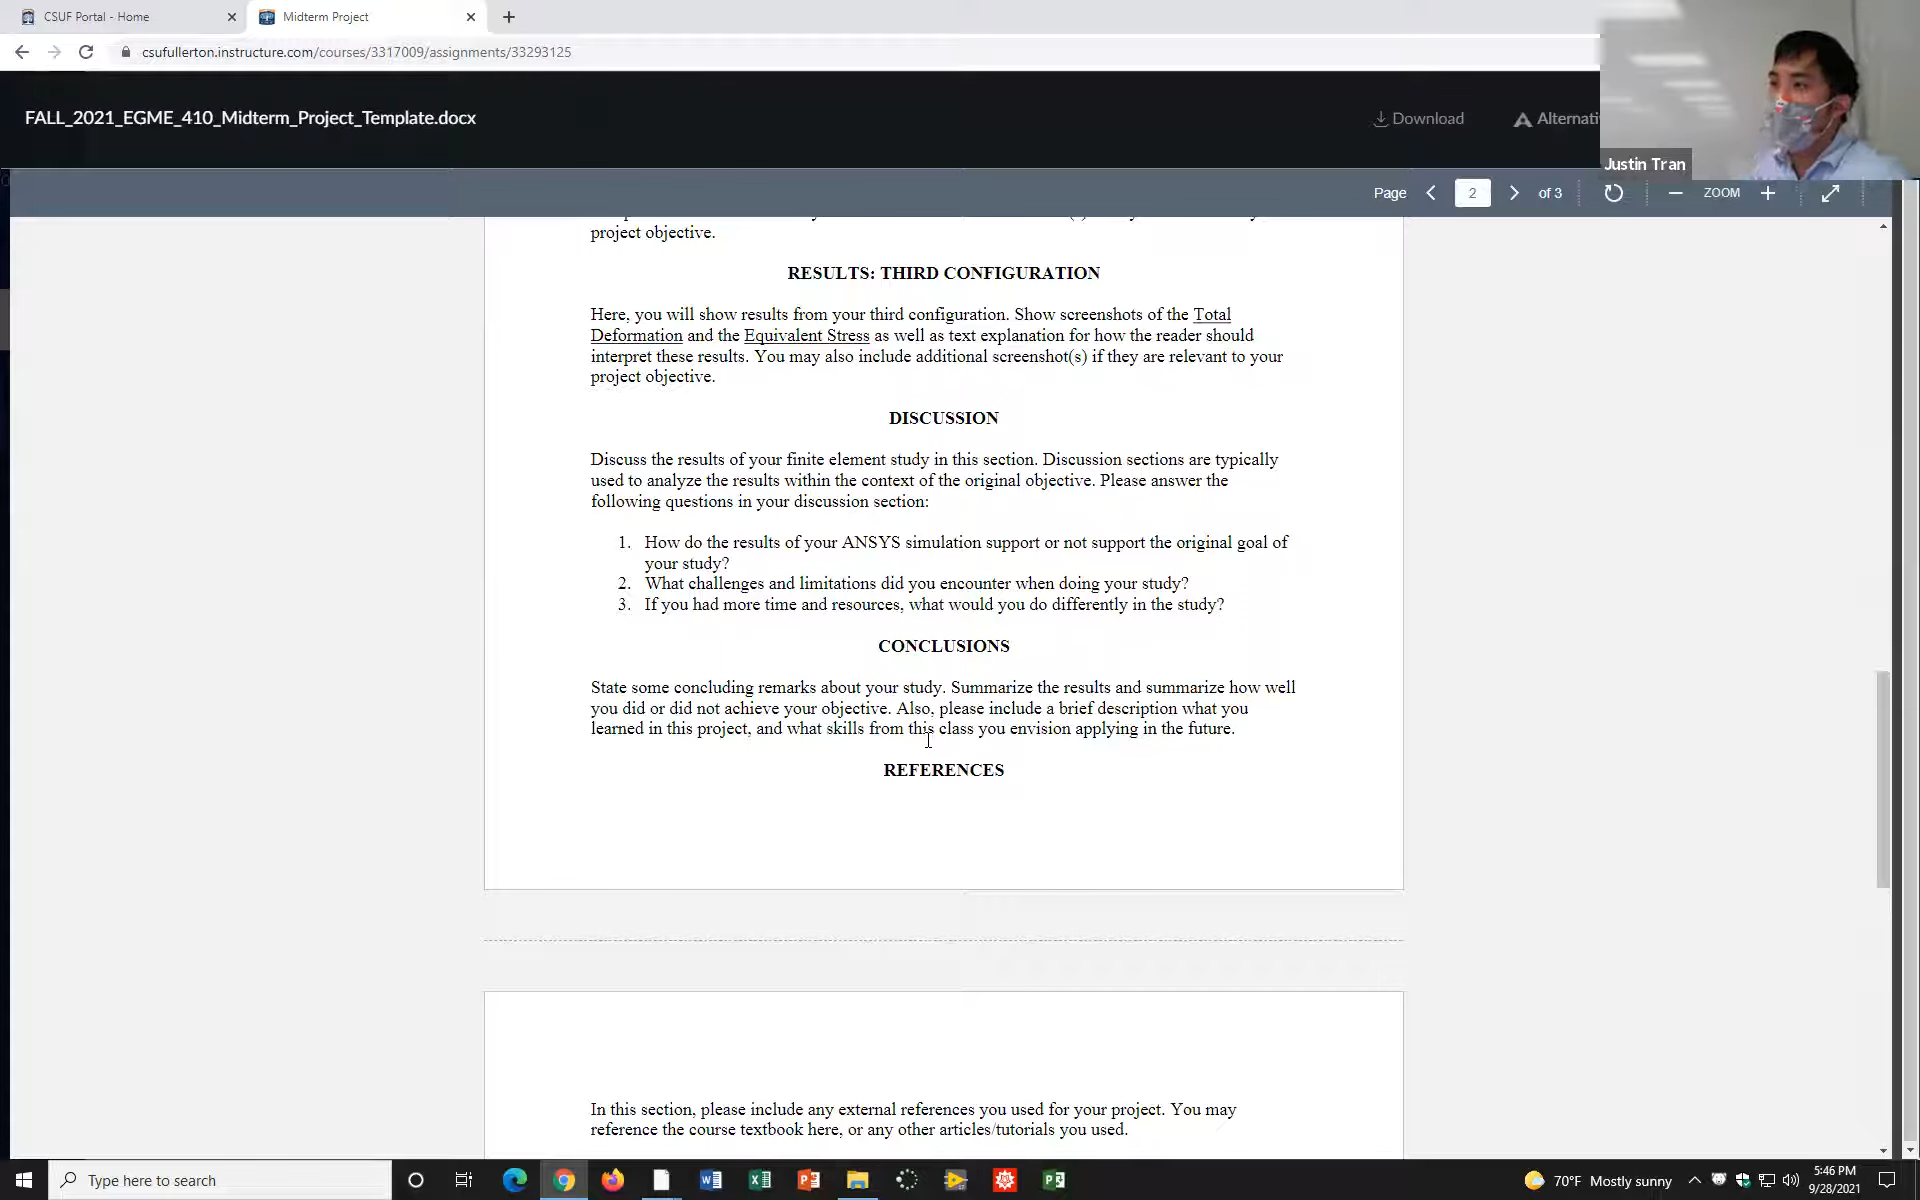 CSUF Portal - Home
Midterm Project
csufullerton.instructure.com/courses/3317009/assignments/33293125
FALL_2021_EGME_410_Midterm_Project_Template.docx
Download
Alternati
Justin Tran
Page
2
of 3
ZOOM
project objective.
RESULTS: THIRD CONFIGURATION
Here, you will show results from your third configuration. Show screenshots of the Total
Deformation and the Equivalent Stress as well as text explanation for how the reader should
interpret these results. You may also include additional screenshot(s) if they are relevant to your
project objective.
DISCUSSION
Discuss the results of your finite element study in this section. Discussion sections are typically
used to analyze the results within the context of the original objective. Please answer the
following questions in your discussion section:
1. How do the results of your ANSYS simulation support or not support the original goal of
your study?
2. What challenges and limitations did you encounter when doing your study?
3. If you had more time and resources, what would you do differently in the study?
CONCLUSIONS
State some concluding remarks about your study. Summarize the results and summarize how well
you did or did not achieve your objective. Also, please include a brief description what you
learned in this project, and what skills from this class you envision applying in the future.
REFERENCES
In this section, please include any external references you used for your project. You may
reference the course textbook here, or any other articles/tutorials you used.
Type here to search
70°F Mostly sunny
5:46 PM
9/28/2021